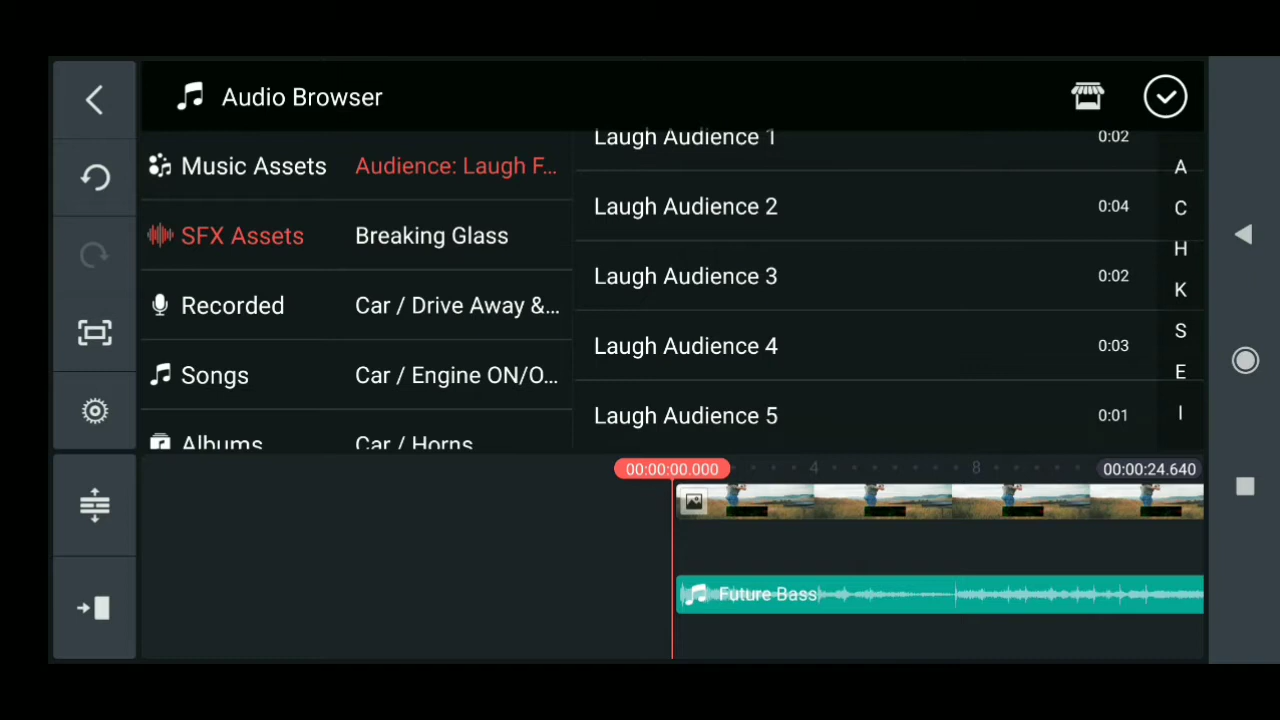 Audio Browser
Music Assets
SFX Assets
Recorded
Songs
Albums
Audience: Laugh F...
Breaking Glass
Car / Drive Away &...
Car / Engine ON/O...
Car / Horns
Laugh Audience 1 0:02
Laugh Audience 2 0:04
Laugh Audience 3 0:02
Laugh Audience 4 0:03
Laugh Audience 5 0:01
A
C
H
K
S
E
I
00:00:00.000 4 8 00:00:24.640
Future Bass